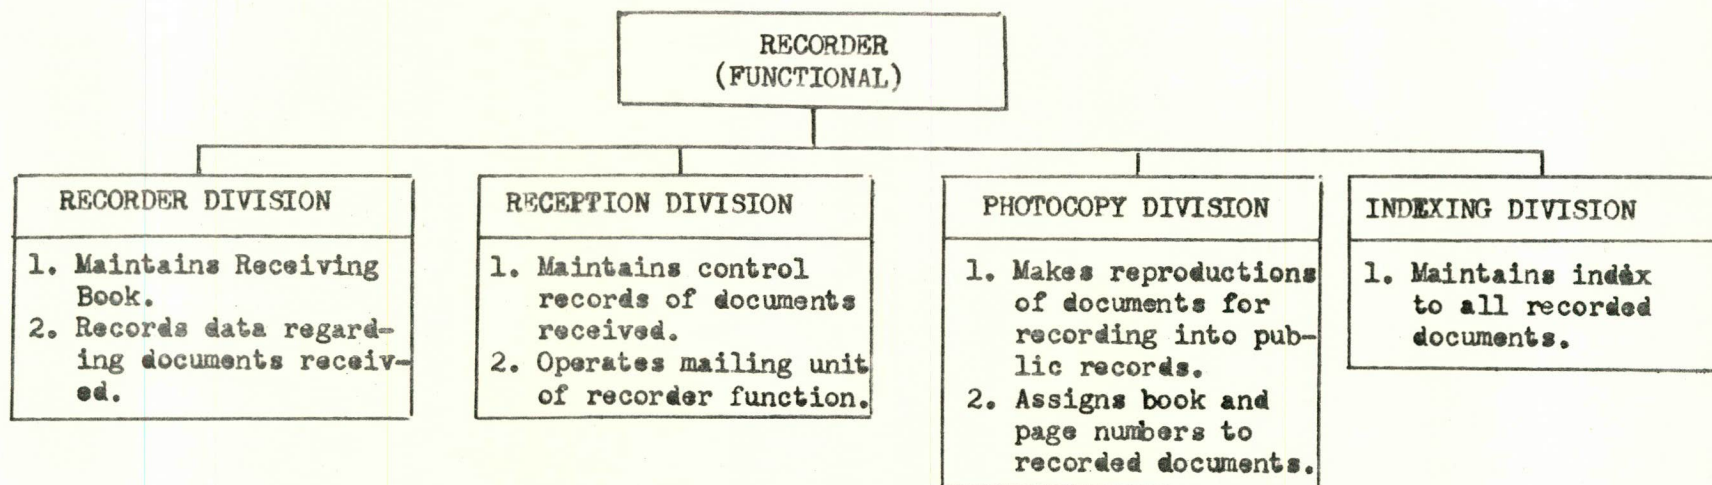 RECORDER
(FUNCTIONAL)
RECORDER DIVISION
1. Maintains Receiving
Book.
2. Records data regard-
ing documents receiv-
ed.
RECEPTION DIVISION
1. Maintains control
records of documents
received.
2. Operates mailing unit
of recorder function.
PHOTOCOPY DIVISION
1. Makes reproductions
of documents for
recording into pub-
lic records.
2. Assigns book and
page numbers to
recorded documents.
INDEXING DIVISION
1. Maintains index
to all recorded
documents.